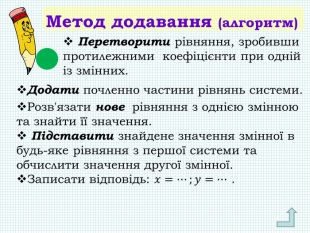 Метод додавання (алгоритм)
❖ Перетворити рівняння, зробивши
протилежними коефіцієнти при одній
із змінних.
❖Додати почленно частини рівнянь системи.
❖Розв'язати нове рівняння з однією змінною
та знайти її значення.
❖ Підставити знайдене значення змінної в
будь-яке рівняння з першої системи та
обчислити значення другої змінної.
❖Записати відповідь: x = ⋯ ; y = ⋯ .